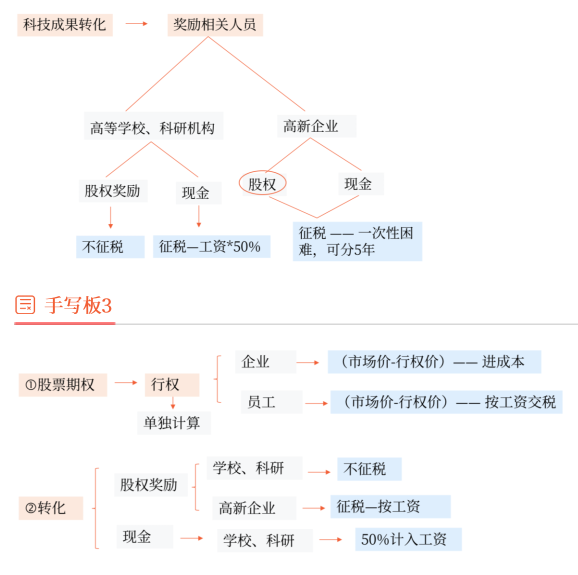 科技成果转化
奖励相关人员
高等学校、科研机构
高新企业
股权奖励
现金
股权
现金
不征税
征税—工资*50%
征税 —— 一次性困
难，可分5年
手写板3
①股票期权
行权
企业
（市场价-行权价）—— 进成本
员工
（市场价-行权价）—— 按工资交税
单独计算
②转化
股权奖励
学校、科研
不征税
高新企业
征税—按工资
现金
学校、科研
50%计入工资